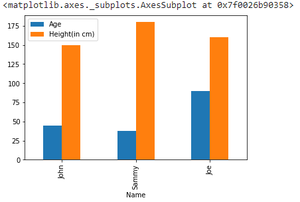 <matplotlib.axes._subplots.AxesSubplot at 0x7f0026b90358>
Age
Height(in cm)
175
150
125
100
75
50
25
0
John
Sammy
Joe
Name